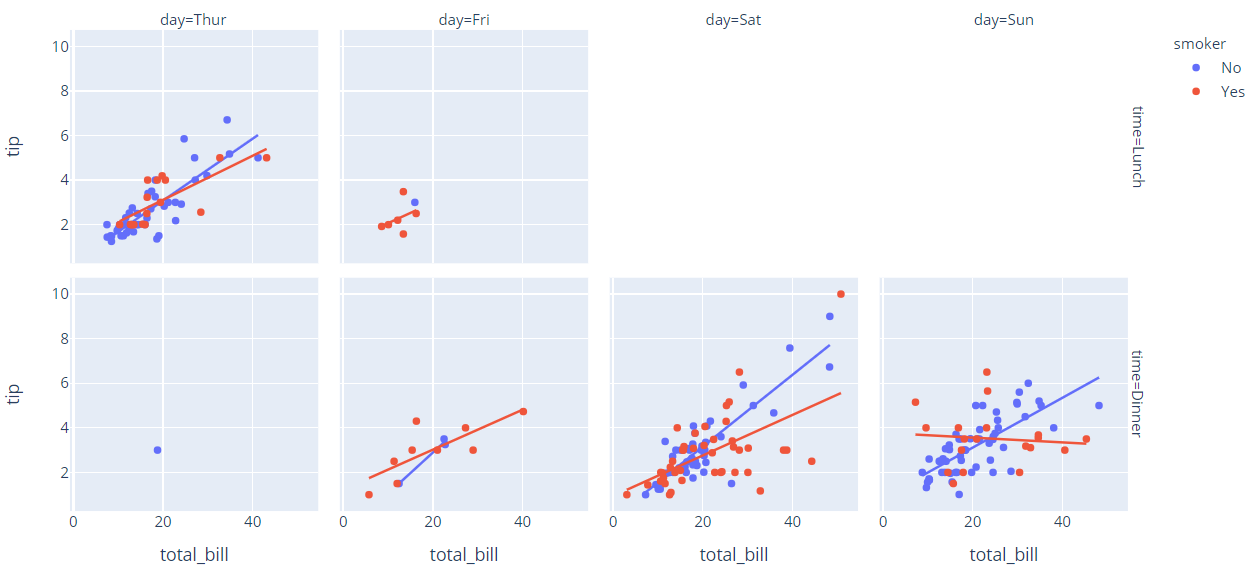 day=Thur day=Fri day=Sat day=Sun
smoker
No
Yes
10
8
6
4
2
tip
time=Lunch
10
8
6
4
2
tip
time=Dinner
0 20 40 0 20 40 0 20 40 0 20 40
total_bill total_bill total_bill total_bill